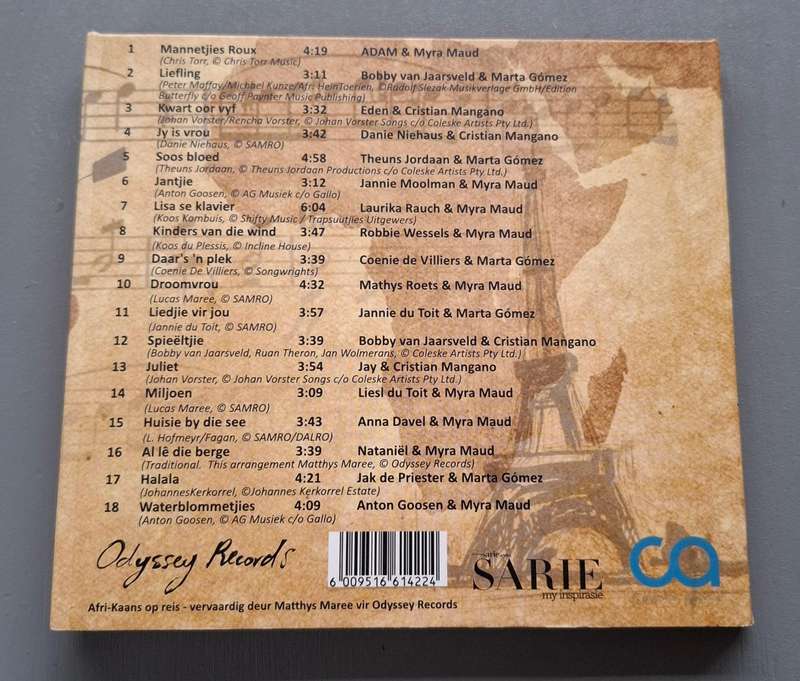 1 Mannetjies Roux 4:19 ADAM & Myra Maud
(Chris Torr, © Chris Torr Music)
2 Liefling 3:11 Bobby van Jaarsveld & Marta Gómez
(Peter Maffay/Michael Kunze/Afr. HeinToerien, ©Rudolf Slezak Musikverlage GmbH/Edition
Butterfly c/o Geoff Paynter Music Publishing)
3 Kwart oor vyf 3:32 Eden & Cristian Mangano
(Johan Vorster/Rencha Vorster, © Johan Vorster Songs c/o Coleske Artists Pty Ltd.)
4 Jy is vrou 3:42 Danie Niehaus & Cristian Mangano
(Danie Niehaus, © SAMRO)
5 Soos bloed 4:58 Theuns Jordaan & Marta Gómez
(Theuns Jordaan, © Theuns Jordaan Productions c/o Coleske Artists Pty Ltd.)
6 Jantjie 3:12 Jannie Moolman & Myra Maud
(Anton Goosen, © AG Musiek c/o Gallo)
7 Lisa se klavier 6:04 Laurika Rauch & Myra Maud
(Koos Kombuis, © Shifty Music / Trapsuutjies Uitgewers)
8 Kinders van die wind 3:47 Robbie Wessels & Myra Maud
(Koos du Plessis, © Incline House)
9 Daar's 'n plek 3:39 Coenie de Villiers & Marta Gómez
(Coenie De Villiers, © Songwrights)
10 Droomvrou 4:32 Mathys Roets & Myra Maud
(Lucas Maree, © SAMRO)
11 Liedjie vir jou 3:57 Jannie du Toit & Marta Gómez
(Jannie du Toit, © SAMRO)
12 Spieëltjie 3:39 Bobby van Jaarsveld & Cristian Mangano
(Bobby van Jaarsveld, Ruan Theron, Jan Wolmerans, © Coleske Artists Pty Ltd.)
13 Juliet 3:54 Jay & Cristian Mangano
(Johan Vorster, © Johan Vorster Songs c/o Coleske Artists Pty Ltd.)
14 Miljoen 3:09 Liesl du Toit & Myra Maud
(Lucas Maree, © SAMRO)
15 Huisie by die see 3:43 Anna Davel & Myra Maud
(L. Hofmeyr/Fagan, © SAMRO/DALRO)
16 Al lê die berge 3:39 Nataniël & Myra Maud
(Traditional. This arrangement Matthys Maree, © Odyssey Records)
17 Halala 4:21 Jak de Priester & Marta Gómez
(JohannesKerkorrel, ©Johannes Kerkorrel Estate)
18 Waterblommetjies 4:09 Anton Goosen & Myra Maud
(Anton Goosen, © AG Musiek c/o Gallo)
Odyssey Records
6 009516 614224
SARIE
my inspirasie
ca
Afri-Kaans op reis - vervaardig deur Matthys Maree vir Odyssey Records